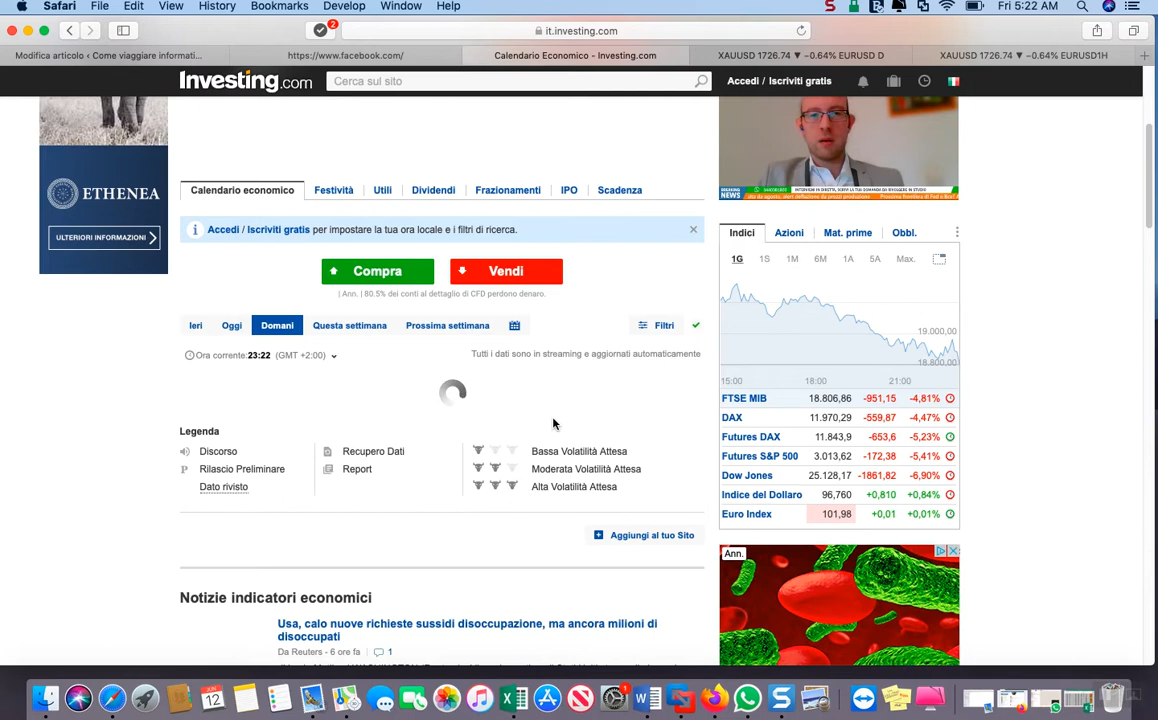 Safari File Edit View History Bookmarks Develop Window Help
Fri 5:22 AM
2
it.investing.com
Modifica articolo ‹ Come viaggiare informati...
https://www.facebook.com/
Calendario Economico - Investing.com
XAUUSD 1726.74 ▼ −0.64% EURUSD D
XAUUSD 1726.74 ▼ −0.64% EURUSD1H
Investing.com
Cerca sul sito
Accedi / Iscriviti gratis
ETHENEA
ULTERIORI INFORMAZIONI
BREAKING NEWS
Calendario economico Festività Utili Dividendi Frazionamenti IPO Scadenza
Accedi / Iscriviti gratis per impostare la tua ora locale e i filtri di ricerca.
Compra
Vendi
| Ann. | 80.5% dei conti al dettaglio di CFD perdono denaro.
Ieri Oggi Domani Questa settimana Prossima settimana Filtri
Ora corrente: 23:22 (GMT +2:00)
Tutti i dati sono in streaming e aggiornati automaticamente
Legenda
Discorso
Rilascio Preliminare
P
Dato rivisto
Recupero Dati
Report
Bassa Volatilità Attesa
Moderata Volatilità Attesa
Alta Volatilità Attesa
Aggiungi al tuo Sito
Notizie indicatori economici
Usa, calo nuove richieste sussidi disoccupazione, ma ancora milioni di
disoccupati
Da Reuters - 6 ore fa 1
Indici Azioni Mat. prime Obbl.
1G 1S 1M 6M 1A 5A Max.
19.000,00
18.800,00
15:00 18:00 21:00
FTSE MIB 18.806,86 -951,15 -4,81%
DAX 11.970,29 -559,87 -4,47%
Futures DAX 11.843,9 -653,6 -5,23%
Futures S&P 500 3.013,62 -172,38 -5,41%
Dow Jones 25.128,17 -1861,82 -6,90%
Indice del Dollaro 96,760 +0,810 +0,84%
Euro Index 101,98 +0,01 +0,01%
Ann.
12
1